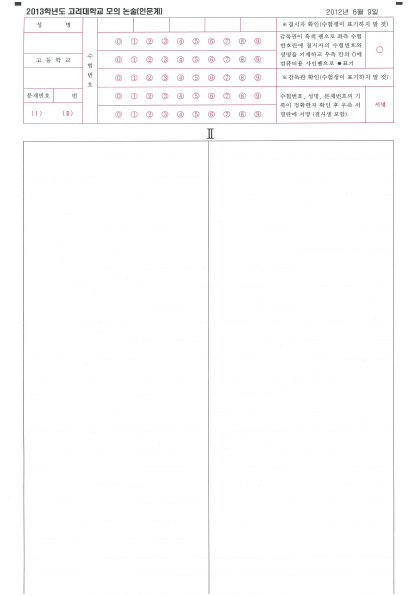 2013학년도 고려대학교 모의 논술(인문계)
2012년 6월 9일
성 명
고 등 학 교
문제번호 번
(Ⅰ) (Ⅱ)
수험번호
⓪ ① ② ③ ④ ⑤ ⑥ ⑦ ⑧ ⑨
⓪ ① ② ③ ④ ⑤ ⑥ ⑦ ⑧ ⑨
⓪ ① ② ③ ④ ⑤ ⑥ ⑦ ⑧ ⑨
⓪ ① ② ③ ④ ⑤ ⑥ ⑦ ⑧ ⑨
⓪ ① ② ③ ④ ⑤ ⑥ ⑦ ⑧ ⑨
※결시자 확인(수험생이 표기하지 말 것)
감독관이 흑색 펜으로 좌측 수험
번호란에 결시자의 수험번호와
성명을 기재하고 우측 란의 O에
컴퓨터용 사인펜으로 ●표기
○
※감독관 확인(수험생이 표기하지 말 것)
수험번호, 성명, 문제번호의 기
록이 정확한지 확인 후 우측 서
명란에 서명 (결시생 포함)
서명
Ⅱ